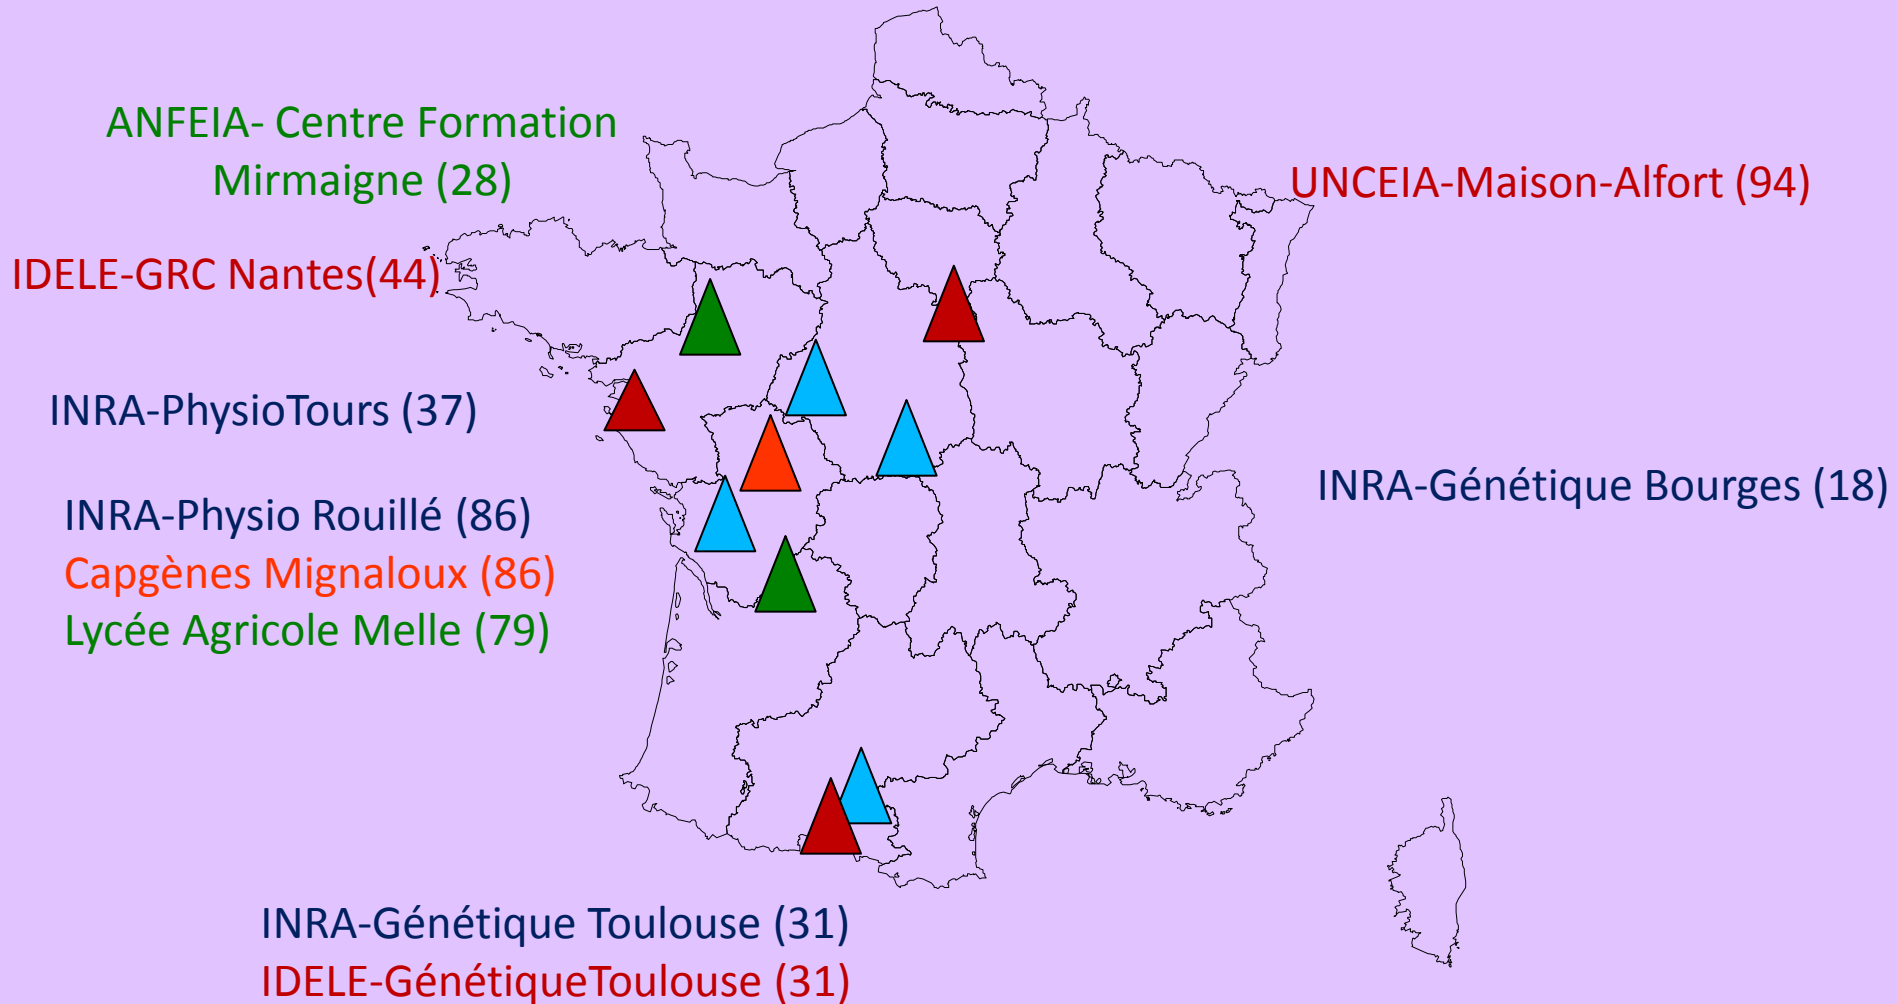 ANFEIA- Centre Formation
Mirmaigne (28)
UNCEIA-Maison-Alfort (94)
IDELE-GRC Nantes(44)
INRA-PhysioTours (37)
INRA-Génétique Bourges (18)
INRA-Physio Rouillé (86)
Capgènes Mignaloux (86)
Lycée Agricole Melle (79)
INRA-Génétique Toulouse (31)
IDELE-GénétiqueToulouse (31)